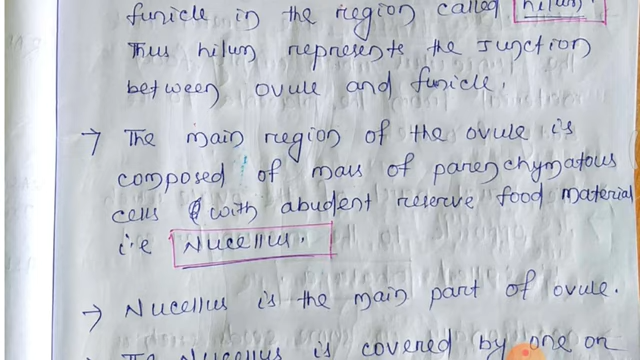 funicle in the region called hilum.
Thus hilum represents the Junction
between ovule and funicle.
→ The main region of the ovule is
composed of mass of parenchymatous
cells with abudent reserve food material
i.e Nucellus.
→ Nucellus is the main part of ovule.
→ The Nucellus is covered by one or